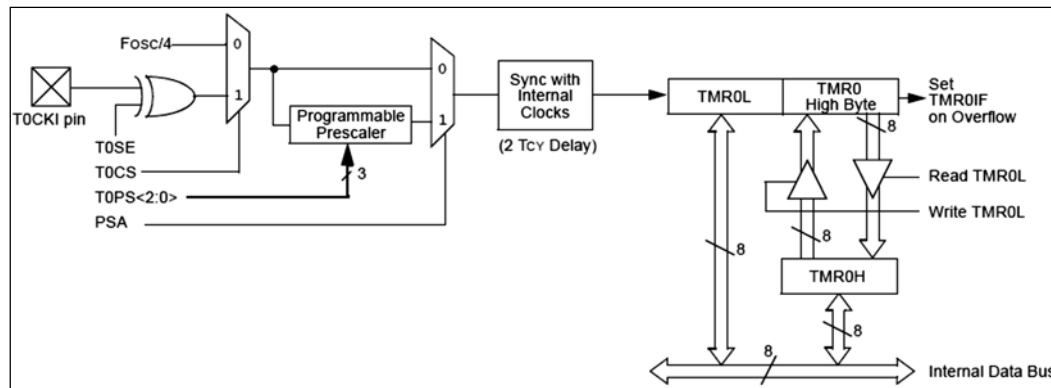 Fosc/4
0
1
T0CKI pin
T0SE
T0CS
T0PS<2:0>
PSA
Programmable
Prescaler
3
0
1
Sync with
Internal
Clocks
(2 TCY Delay)
TMR0L
TMR0
High Byte
Set
TMR0IF
on Overflow
8
Read TMR0L
Write TMR0L
8
8
TMR0H
8
8
Internal Data Bus